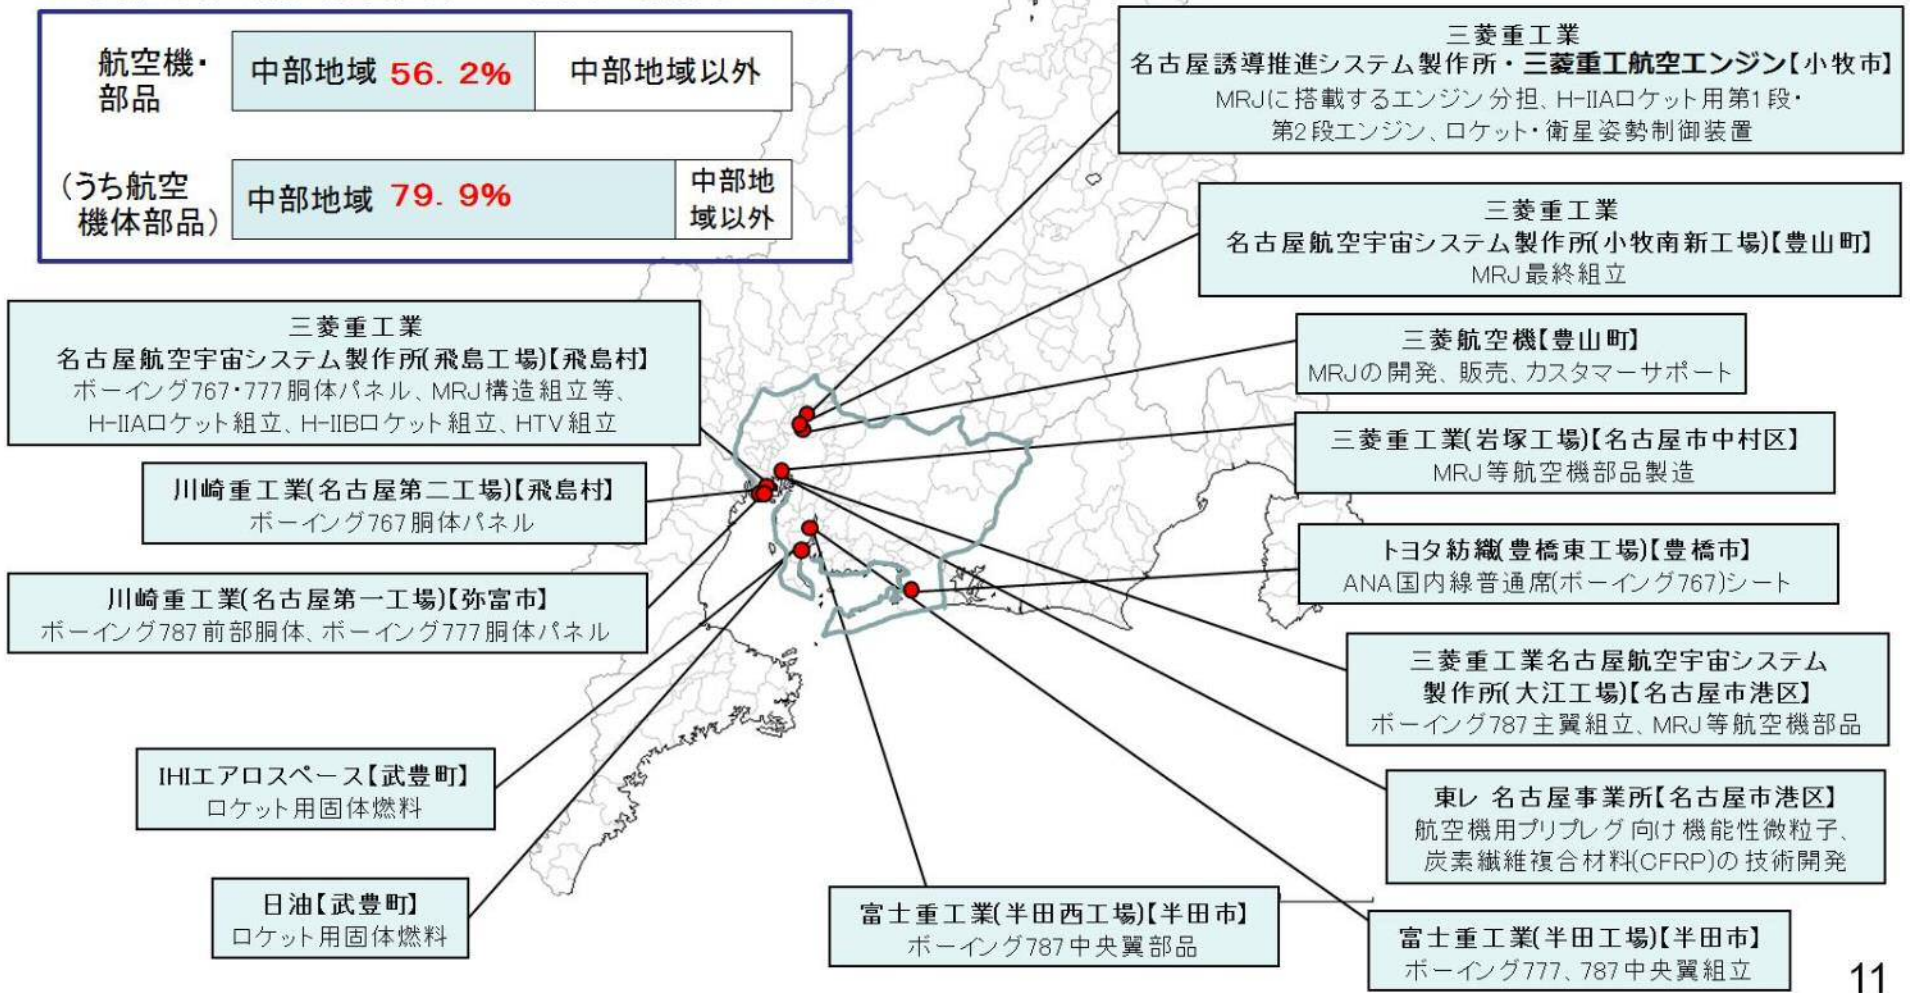 航空機・
部品
中部地域 56. 2%
中部地域以外
(うち航空
機体部品)
中部地域 79. 9%
中部地
域以外
三菱重工業
名古屋誘導推進システム製作所・三菱重工航空エンジン【小牧市】
MRJに搭載するエンジン分担、H-IIAロケット用第1段・
第2段エンジン、ロケット・衛星姿勢制御装置
三菱重工業
名古屋航空宇宙システム製作所(小牧南新工場)【豊山町】
MRJ最終組立
三菱航空機【豊山町】
MRJの開発、販売、カスタマーサポート
三菱重工業(岩塚工場)【名古屋市中村区】
MRJ等航空機部品製造
トヨタ紡織(豊橋東工場)【豊橋市】
ANA国内線普通席(ボーイング767)シート
三菱重工業名古屋航空宇宙システム
製作所(大江工場)【名古屋市港区】
ボーイング787主翼組立、MRJ等航空機部品
東レ 名古屋事業所【名古屋市港区】
航空機用プリプレグ向け機能性微粒子、
炭素繊維複合材料(CFRP)の技術開発
三菱重工業
名古屋航空宇宙システム製作所(飛島工場)【飛島村】
ボーイング767・777胴体パネル、MRJ構造組立等、
H-IIAロケット組立、H-IIBロケット組立、HTV組立
川崎重工業(名古屋第二工場)【飛島村】
ボーイング767胴体パネル
川崎重工業(名古屋第一工場)【弥富市】
ボーイング787前部胴体、ボーイング777胴体パネル
IHIエアロスペース【武豊町】
ロケット用固体燃料
日油【武豊町】
ロケット用固体燃料
富士重工業(半田西工場)【半田市】
ボーイング787中央翼部品
富士重工業(半田工場)【半田市】
ボーイング777、787中央翼組立
11